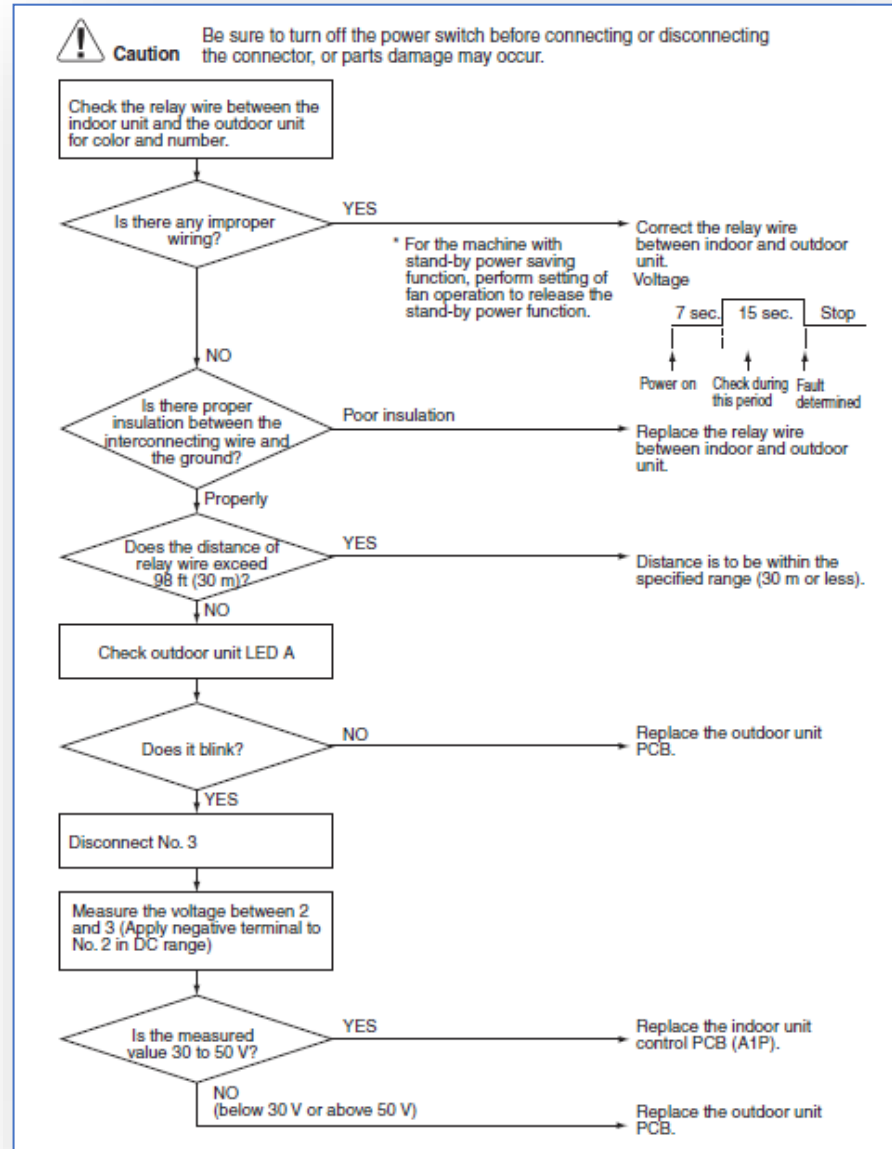 Be sure to turn off the power switch before connecting or disconnecting
Caution the connector, or parts damage may occur.
Check the relay wire between the
indoor unit and the outdoor unit
for color and number.
Is there any improper
wiring?
YES
* For the machine with
stand-by power saving
function, perform setting of
fan operation to release the
stand-by power function.
Correct the relay wire
between indoor and outdoor
unit.
Voltage
7 sec. 15 sec. Stop
Power on
Check during
this period
Fault
determined
NO
Is there proper
insulation between the
interconnecting wire and
the ground?
Poor insulation
Replace the relay wire
between indoor and outdoor
unit.
Properly
Does the distance of
relay wire exceed
98 ft (30 m)?
YES
Distance is to be within the
specified range (30 m or less).
NO
Check outdoor unit LED A
Does it blink?
NO
Replace the outdoor unit
PCB.
YES
Disconnect No. 3
Measure the voltage between 2
and 3 (Apply negative terminal to
No. 2 in DC range)
Is the measured
value 30 to 50 V?
YES
Replace the indoor unit
control PCB (A1P).
NO
(below 30 V or above 50 V)
Replace the outdoor unit
PCB.